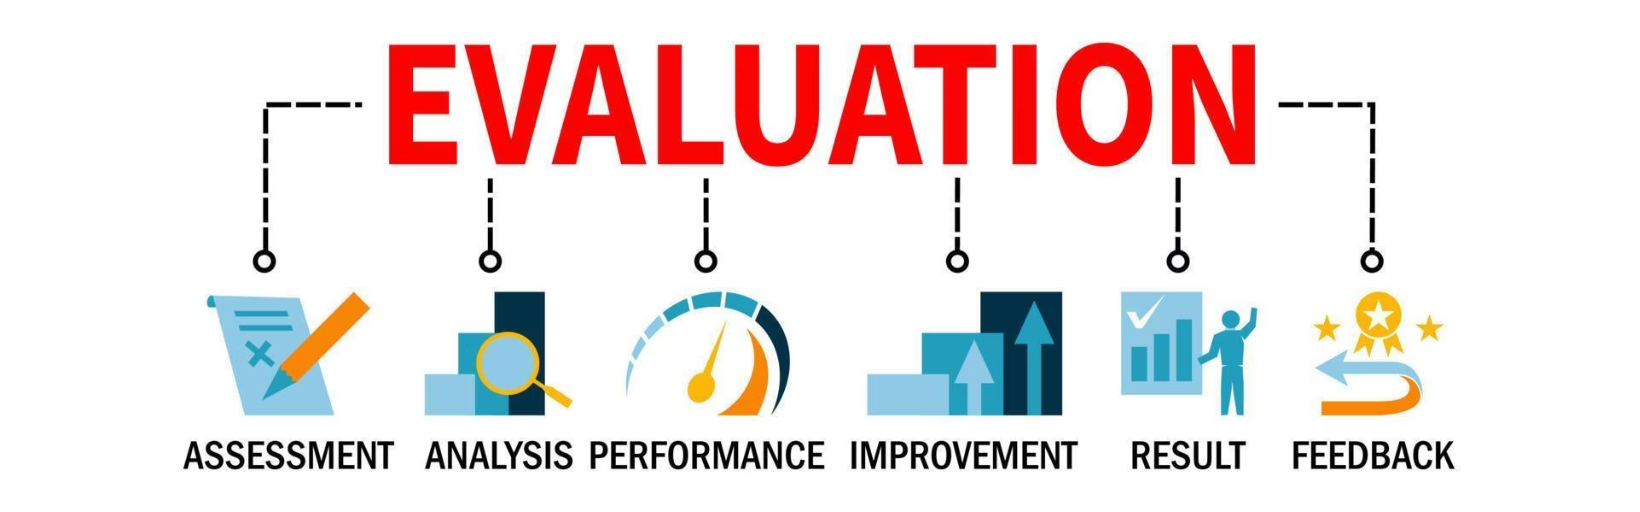 EVALUATION
ASSESSMENT ANALYSIS PERFORMANCE IMPROVEMENT RESULT FEEDBACK